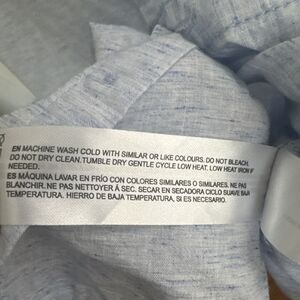 EN MACHINE WASH COLD WITH SIMILAR OR LIKE COLOURS. DO NOT BLEACH.
DO NOT DRY CLEAN.TUMBLE DRY GENTLE CYCLE LOW HEAT. LOW HEAT IRON IF
NEEDED.
ES MÁQUINA LAVAR EN FRÍO CON COLORES SIMILARES O SIMILES. NE PAS
BLANCHIR. NE PAS NETTOYER Á SEC. SECAR EN SECADORA CICLO SUAVE BAJA
TEMPERATURA. HIERRO DE BAJA TEMPERATURA, SI ES NECESARIO.